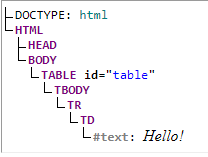 DOCTYPE: html
HTML
HEAD
BODY
TABLE id="table"
TBODY
TR
TD
#text: Hello!